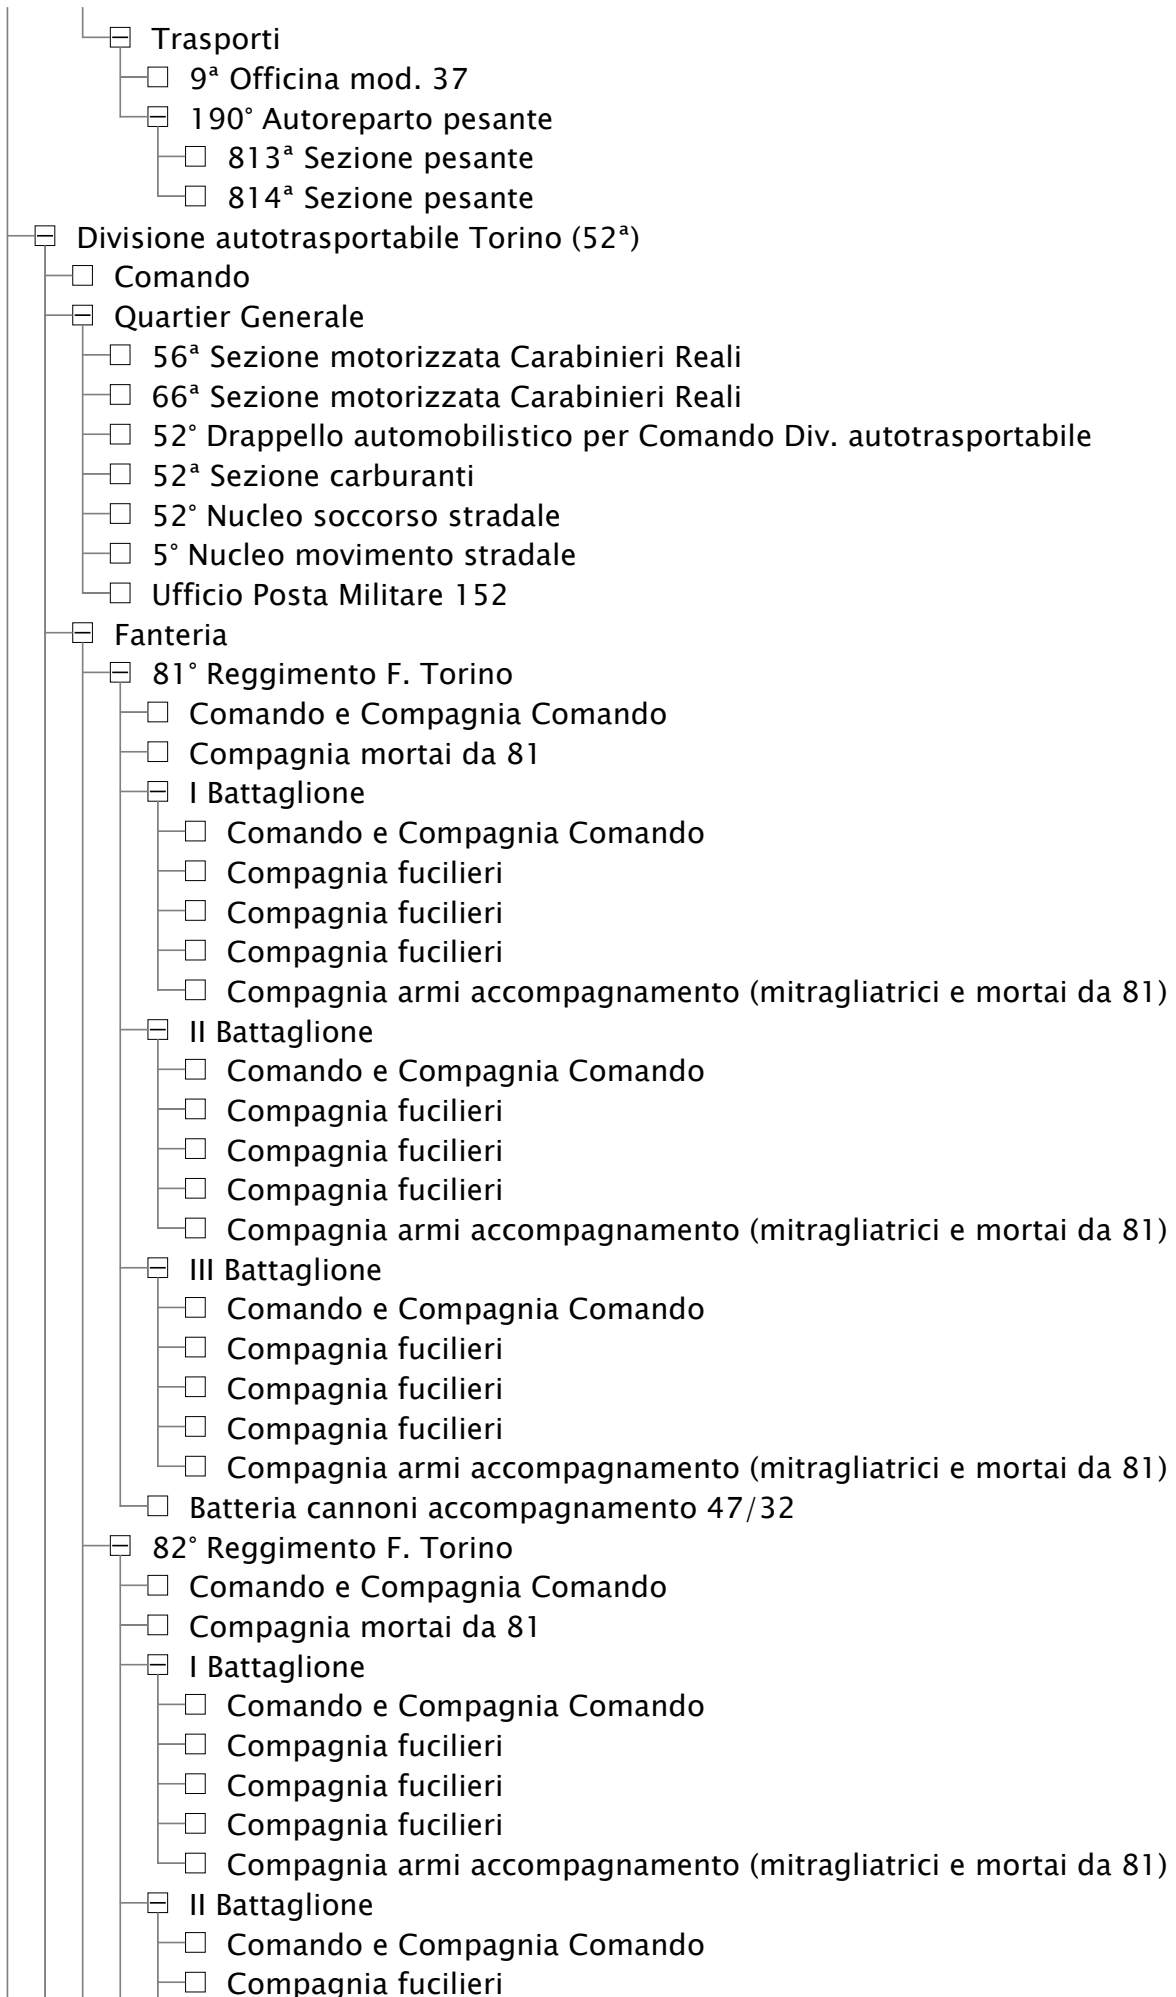 Trasporti
9ª Officina mod. 37
190° Autoreparto pesante
813ª Sezione pesante
814ª Sezione pesante
Divisione autotrasportabile Torino (52ª)
Comando
Quartier Generale
56ª Sezione motorizzata Carabinieri Reali
66ª Sezione motorizzata Carabinieri Reali
52° Drappello automobilistico per Comando Div. autotrasportabile
52ª Sezione carburanti
52° Nucleo soccorso stradale
5° Nucleo movimento stradale
Ufficio Posta Militare 152
Fanteria
81° Reggimento F. Torino
Comando e Compagnia Comando
Compagnia mortai da 81
I Battaglione
Comando e Compagnia Comando
Compagnia fucilieri
Compagnia fucilieri
Compagnia fucilieri
Compagnia armi accompagnamento (mitragliatrici e mortai da 81)
II Battaglione
Comando e Compagnia Comando
Compagnia fucilieri
Compagnia fucilieri
Compagnia fucilieri
Compagnia armi accompagnamento (mitragliatrici e mortai da 81)
III Battaglione
Comando e Compagnia Comando
Compagnia fucilieri
Compagnia fucilieri
Compagnia fucilieri
Compagnia armi accompagnamento (mitragliatrici e mortai da 81)
Batteria cannoni accompagnamento 47/32
82° Reggimento F. Torino
Comando e Compagnia Comando
Compagnia mortai da 81
I Battaglione
Comando e Compagnia Comando
Compagnia fucilieri
Compagnia fucilieri
Compagnia fucilieri
Compagnia armi accompagnamento (mitragliatrici e mortai da 81)
II Battaglione
Comando e Compagnia Comando
Compagnia fucilieri